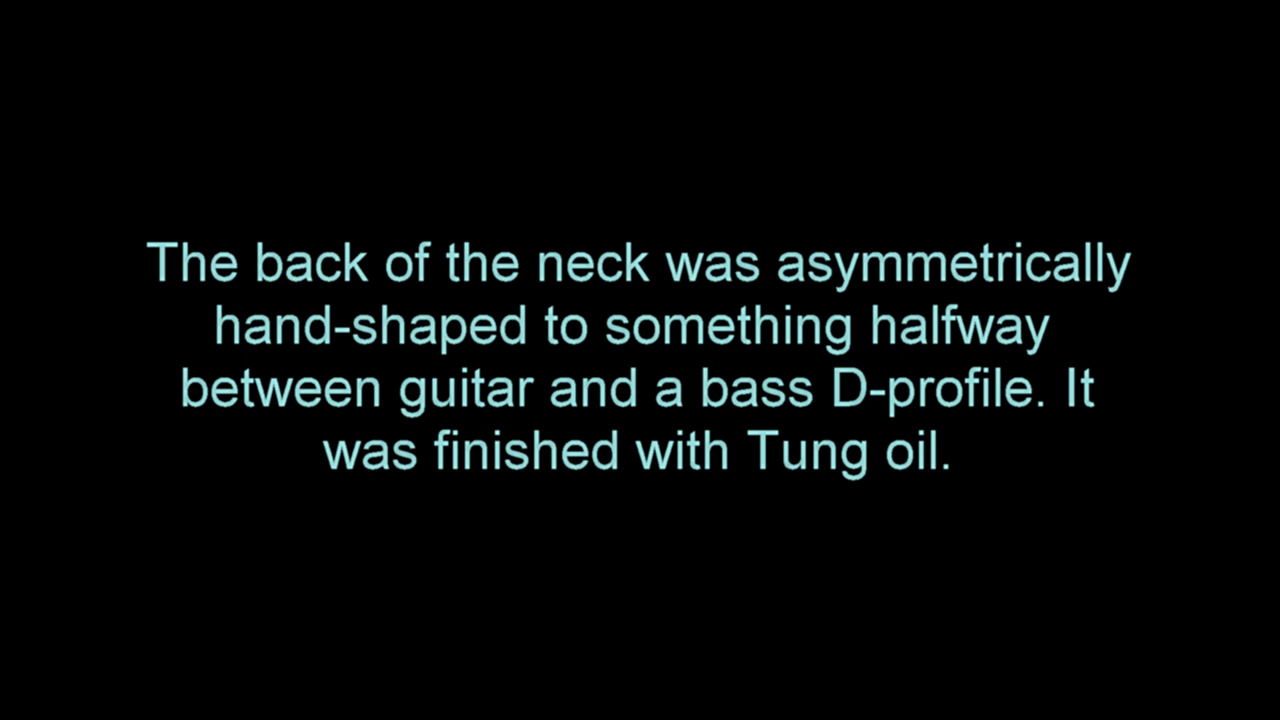 The back of the neck was asymmetrically
hand-shaped to something halfway
between guitar and a bass D-profile. It
was finished with Tung oil.